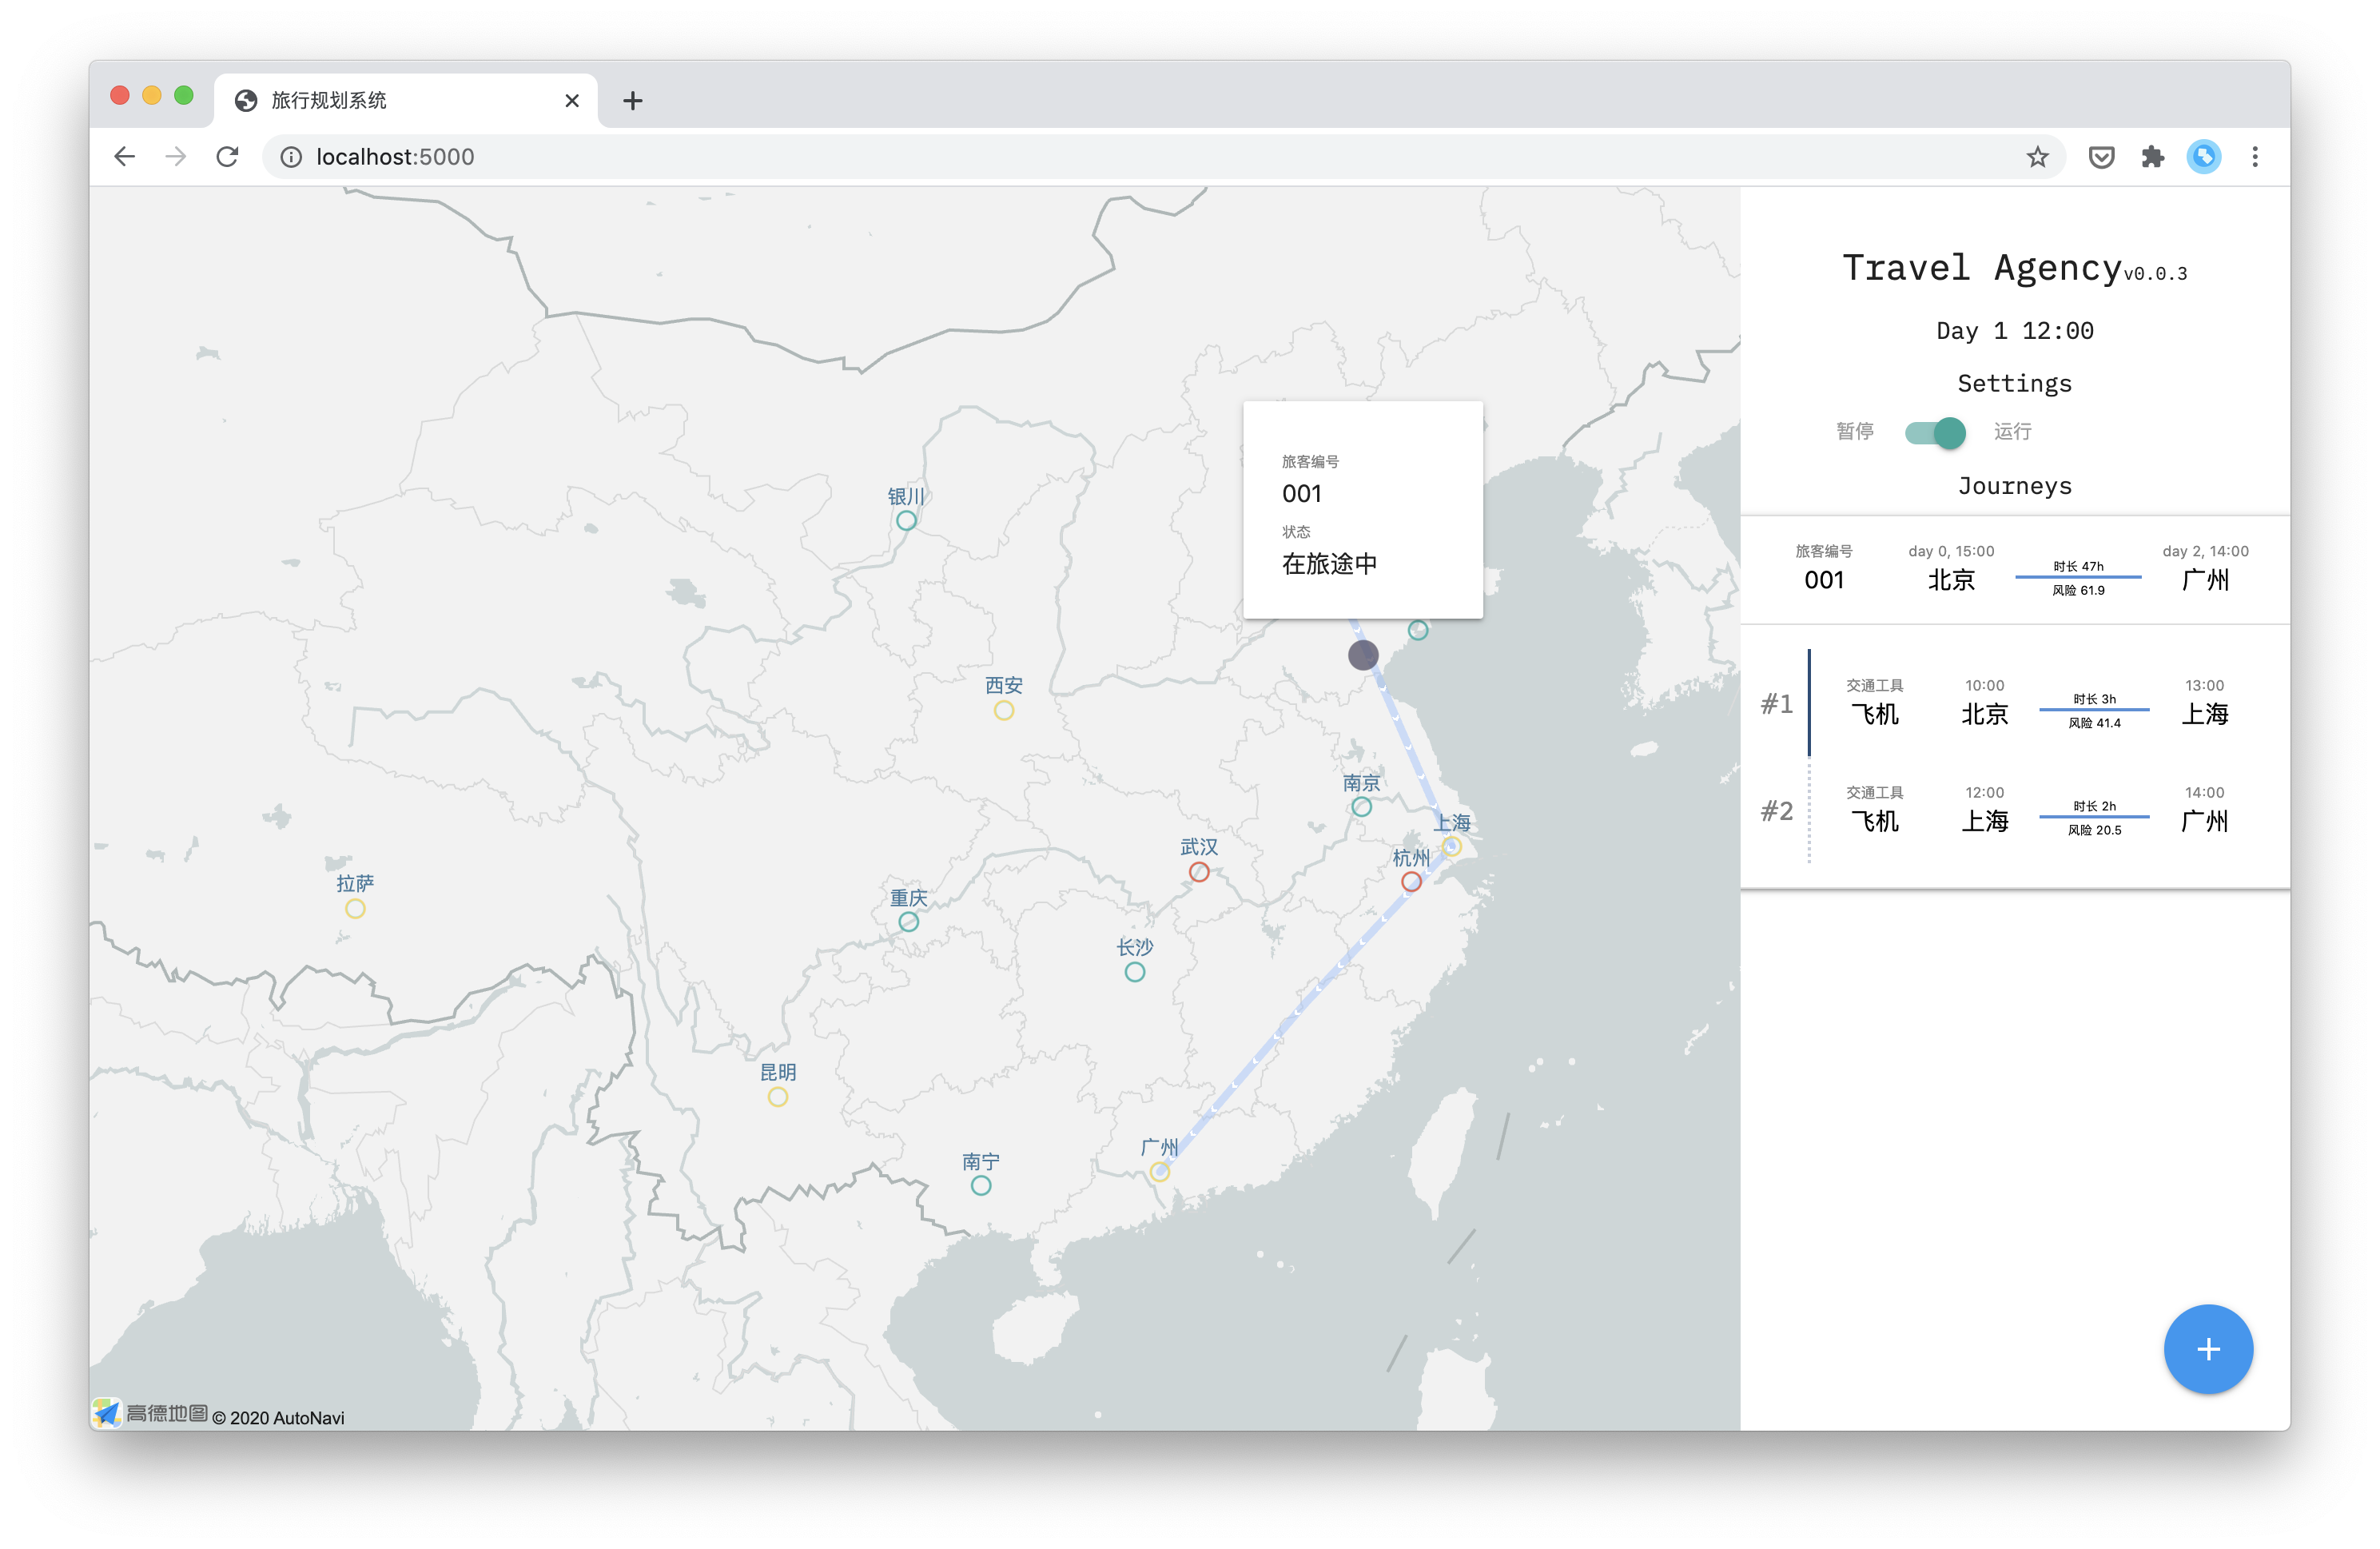 旅行规划系统
localhost:5000
Travel Agency v0.0.3
Day 1 12:00
Settings
暂停 运行
Journeys
旅客编号 day 0, 15:00 day 2, 14:00
001 北京 时长 47h 风险 61.9 广州
#1
交通工具 10:00 13:00
飞机 北京 时长 3h 风险 41.4 上海
#2
交通工具 12:00 14:00
飞机 上海 时长 2h 风险 20.5 广州
+
旅客编号
001
状态
在旅途中
银川
西安
南京
上海
武汉
杭州
拉萨
重庆
长沙
昆明
广州
南宁
高德地图 © 2020 AutoNavi